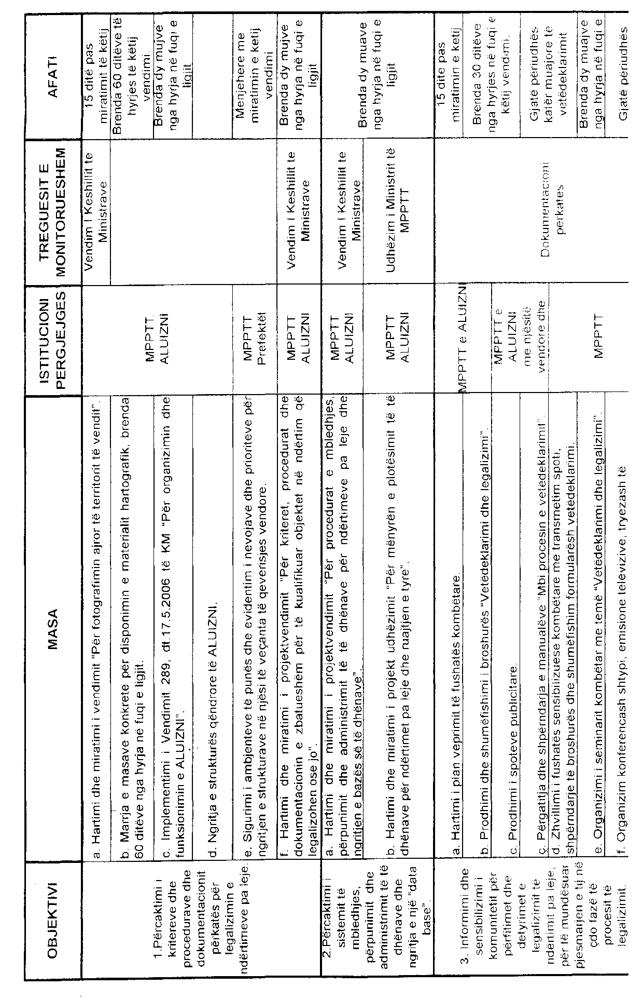 OBJEKTIVI
MASA
ISTITUCIONI
PERGJEJGES
TREGUESIT E
MONITORUESHEM
AFATI
1.Përcaktimi i
kritereve dhe
procedurave dhe
dokumentacionit
përkatës për
legalizimin e
ndërtimeve pa leje.
a. Hartimi dhe miratimi i vendimit “Për fotografimin ajror të territorit të vendit”.
b. Marrja e masave konkrete për disponimin e materialit hartografik, brenda
60 ditëve nga hyrja në fuqi e ligjit.
c. Implementimi i Vendimit 289, dt.17.5.2006 të KM “Për organizimin dhe
funksionimin e ALUIZNI”.
d. Ngritja e strukturës qëndrore të ALUIZNI.
MPPTT
ALUIZNI
Vendim I Keshillit te
Ministrave
15 ditë pas
miratimit të këtij
Brenda 60 ditëve të
hyrjes të këtij
vendimi.
Brenda dy mujve
nga hyrja në fuqi e
ligjit
e. Sigurimi i ambjenteve të punës dhe evidentim i nevojave dhe prioriteve për
ngritjen e strukturave në njësi të veçanta të qeverisjes vendore.
MPPTT
Prefektët
Menjehere me
miratimin e ketij
vendimi
f. Hartimi dhe miratimi i projektvendimit “Për kriteret, procedurat dhe
dokumentacionin e zbatueshëm për të kualifikuar objektet në ndërtim që
legalizohen ose jo”.
MPPTT
ALUIZNI
Vendim I Keshillit te
Ministrave
Brenda dy mujve
nga hyrja në fuqi e
ligjit
2.Përcaktimi i
sistemit të
mbledhjes,
përpunimit dhe
administrimit të të
dhënave dhe
ngritja e një “data
base”.
a. Hartimi dhe miratimi i projektvendimit “Për procedurat e mbledhjes,
përpunimit dhe administrimit të të dhënave për ndërtimeve pa leje dhe
ngritjen e bazës së të dhënave”.
MPPTT
ALUIZNI
Vendim I Keshillit te
Ministrave
Brenda dy muave
nga hyrja në fuqi e
ligjit
b. Hartimi dhe miratimi i projekt udhëzimit “Për mënyrën e plotësimit të të
dhënave për ndërtimet pa leje dhe ruajtjen e tyre”.
MPPTT
ALUIZNI
Udhëzim i Ministrit të
MPPTT
3. Informimi dhe
sensibilizimi i
komunitetit për
përfitimet dhe
detyrimet e
legalizimit të
ndërtimit pa leje,
për të mundësuar
pjesmarjen e tij në
çdo fazë të
procesit të
legalizimit.
a. Hartimi i plan veprimit të fushatës kombëtare.
b. Prodhimi dhe shumëfishimi i broshurës “Vetëdeklarimi dhe legalizimi”.
MPPTT e ALUIZNI
15 dite pas
miratimin e ketij
Brenda 30 ditëve
nga hyrjes në fuqi e
këtij vendimi.
c. Prodhimi i spoteve publicitare.
ç. Përgatitja dhe shpërndarja e manualëve “Mbi procesin e vetëdeklarimit”.
MPPTT e
ALUIZNI
me njësitë
vendore dhe
Dokumentacioni
perkates
Gjatë përiudhës
katër muajore të
vetëdeklarimit
d. Zhvillimi i fushatës sensibilizuese kombëtare me transmetim spoti,
shpërndarje të broshurës dhe shumëfishim formularësh vetëdeklarimi.
e. Organizimi i seminarit kombëtar me temë “Vetëdeklarimi dhe legalizimi”.
MPPTT
Brenda dy muajve
nga hyrja në fuqi e
f. Organizim konferencash shtypi, emisione televizive, tryezash të
Gjatë përiudhës